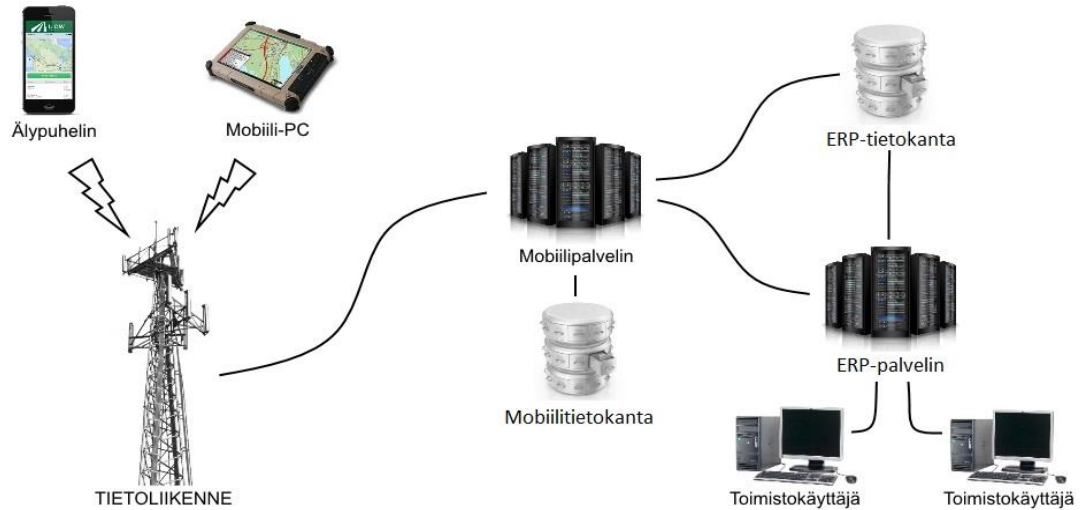 Älypuhelin
Mobiili-PC
ERP-tietokanta
Mobiilipalvelin
ERP-palvelin
Mobiilitietokanta
TIETOLIIKENNE
Toimistokäyttäjä
Toimistokäyttäjä